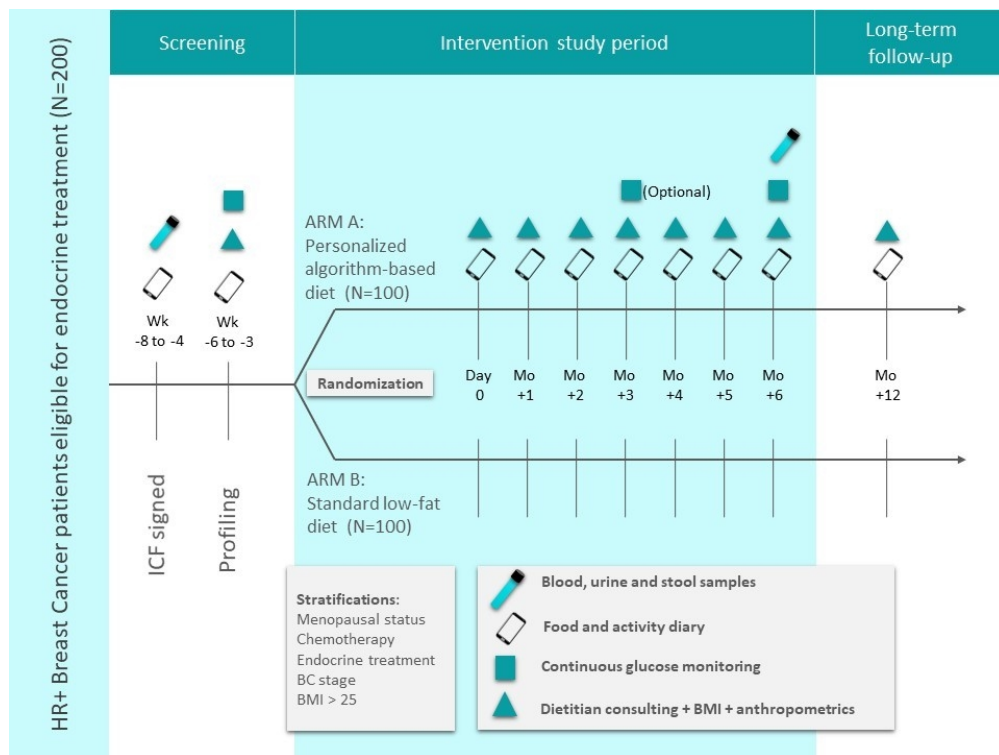 HR+ Breast Cancer patients eligible for endocrine treatment (N=200)
Screening
Intervention study period
Long-term
follow-up
(Optional)
ARM A:
Personalized
algorithm-based
diet (N=100)
Wk
-8 to -4
Wk
-6 to -3
Randomization
Day
0
Mo
+1
Mo
+2
Mo
+3
Mo
+4
Mo
+5
Mo
+6
Mo
+12
ICF signed
Profiling
ARM B:
Standard low-fat
diet (N=100)
Stratifications:
Menopausal status
Chemotherapy
Endocrine treatment
BC stage
BMI > 25
Blood, urine and stool samples
Food and activity diary
Continuous glucose monitoring
Dietitian consulting + BMI + anthropometrics